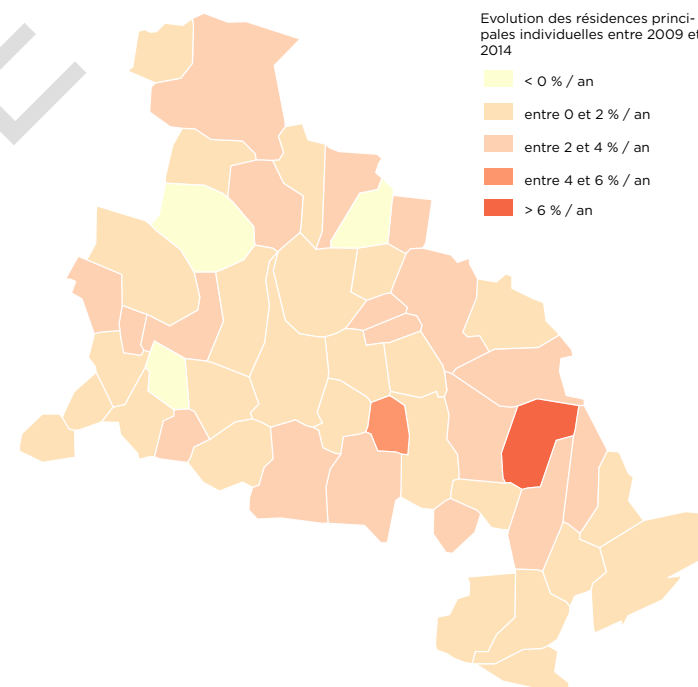 Evolution des résidences princi-
pales individuelles entre 2009 et
2014
< 0 % / an
entre 0 et 2 % / an
entre 2 et 4 % / an
entre 4 et 6 % / an
> 6 % / an